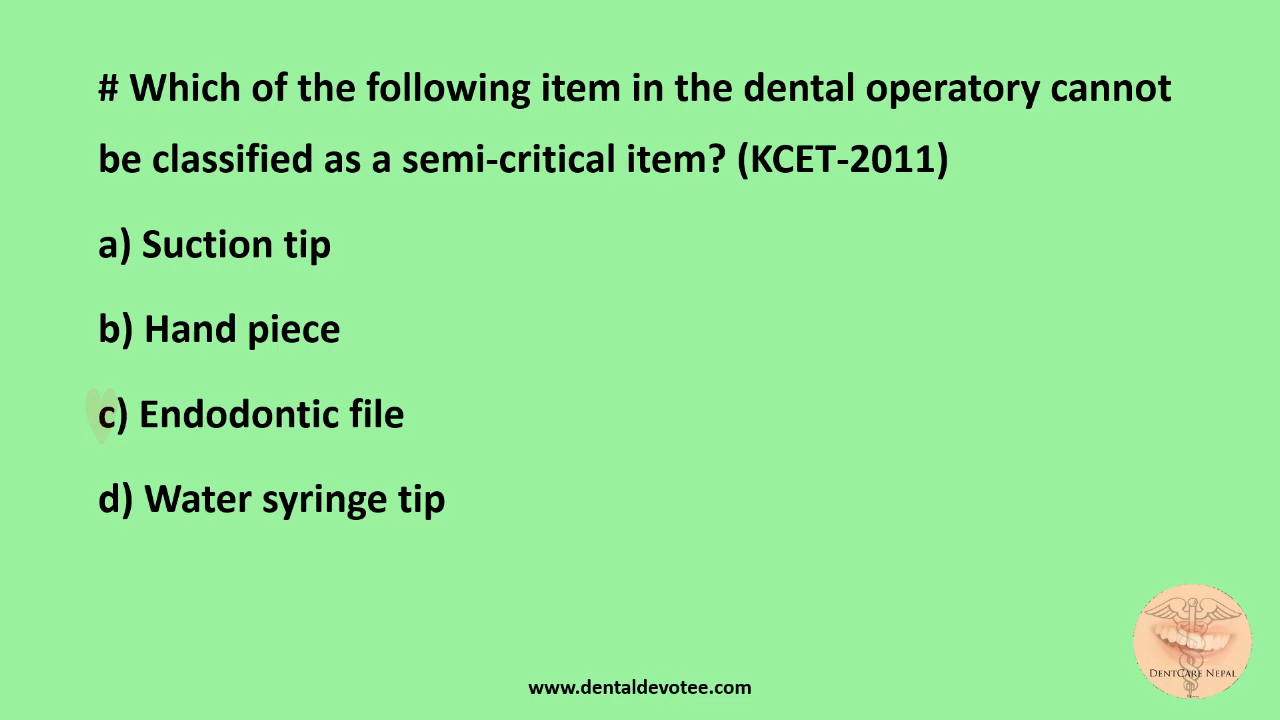 # Which of the following item in the dental operatory cannot
be classified as a semi-critical item? (KCET-2011)
a) Suction tip
b) Hand piece
c) Endodontic file
d) Water syringe tip
DENTCARE NEPAL
www.dentaldevotee.com